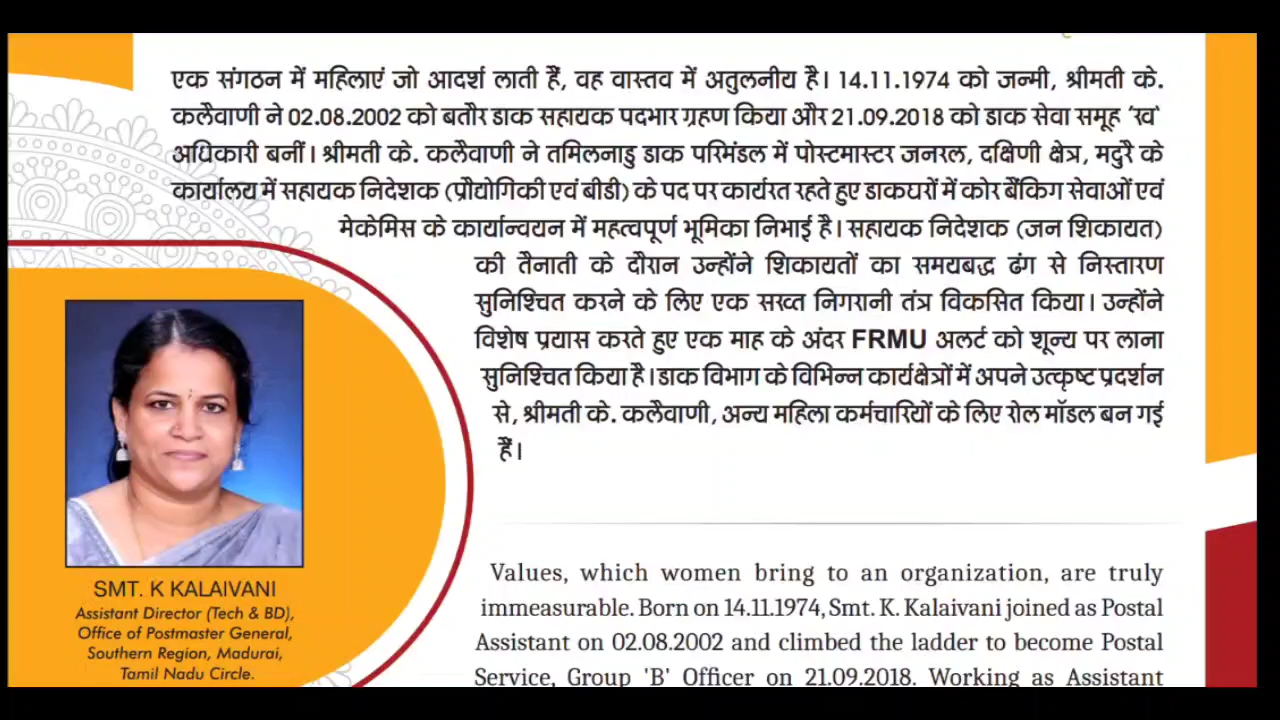 एक संगठन में महिलाएं जो आदर्श लाती हैं, वह वास्तव में अतुलनीय है। 14.11.1974 को जन्मी, श्रीमती के.
कलैवाणी ने 02.08.2002 को बतौर डाक सहायक पदभार ग्रहण किया और 21.09.2018 को डाक सेवा समूह 'ख'
अधिकारी बनीं। श्रीमती के. कलैवाणी ने तमिलनाडु डाक परिमंडल में पोस्टमास्टर जनरल, दक्षिणी क्षेत्र, मदुरै के
कार्यालय में सहायक निदेशक (प्रौद्योगिकी एवं बीडी) के पद पर कार्यरत रहते हुए डाकघरों में कोर बैंकिग सेवाओं एवं
मेकेमिस के कार्यान्वयन में महत्वपूर्ण भूमिका निभाई है। सहायक निदेशक (जन शिकायत)
की तैनाती के दौरान उन्होंने शिकायतों का समयबद्ध ढंग से निस्तारण
सुनिश्चित करने के लिए एक सख्त निगरानी तंत्र विकसित किया। उन्होंने
विशेष प्रयास करते हुए एक माह के अंदर FRMU अलर्ट को शून्य पर लाना
सुनिश्चित किया है। डाक विभाग के विभिन्न कार्यक्षेत्रों में अपने उत्कृष्ट प्रदर्शन
से, श्रीमती के. कलैवाणी, अन्य महिला कर्मचारियों के लिए रोल मॉडल बन गई
हैं।
SMT. K KALAIVANI
Assistant Director (Tech & BD),
Office of Postmaster General,
Southern Region, Madurai,
Tamil Nadu Circle.
Values, which women bring to an organization, are truly
immeasurable. Born on 14.11.1974, Smt. K. Kalaivani joined as Postal
Assistant on 02.08.2002 and climbed the ladder to become Postal
Service, Group 'B' Officer on 21.09.2018. Working as Assistant